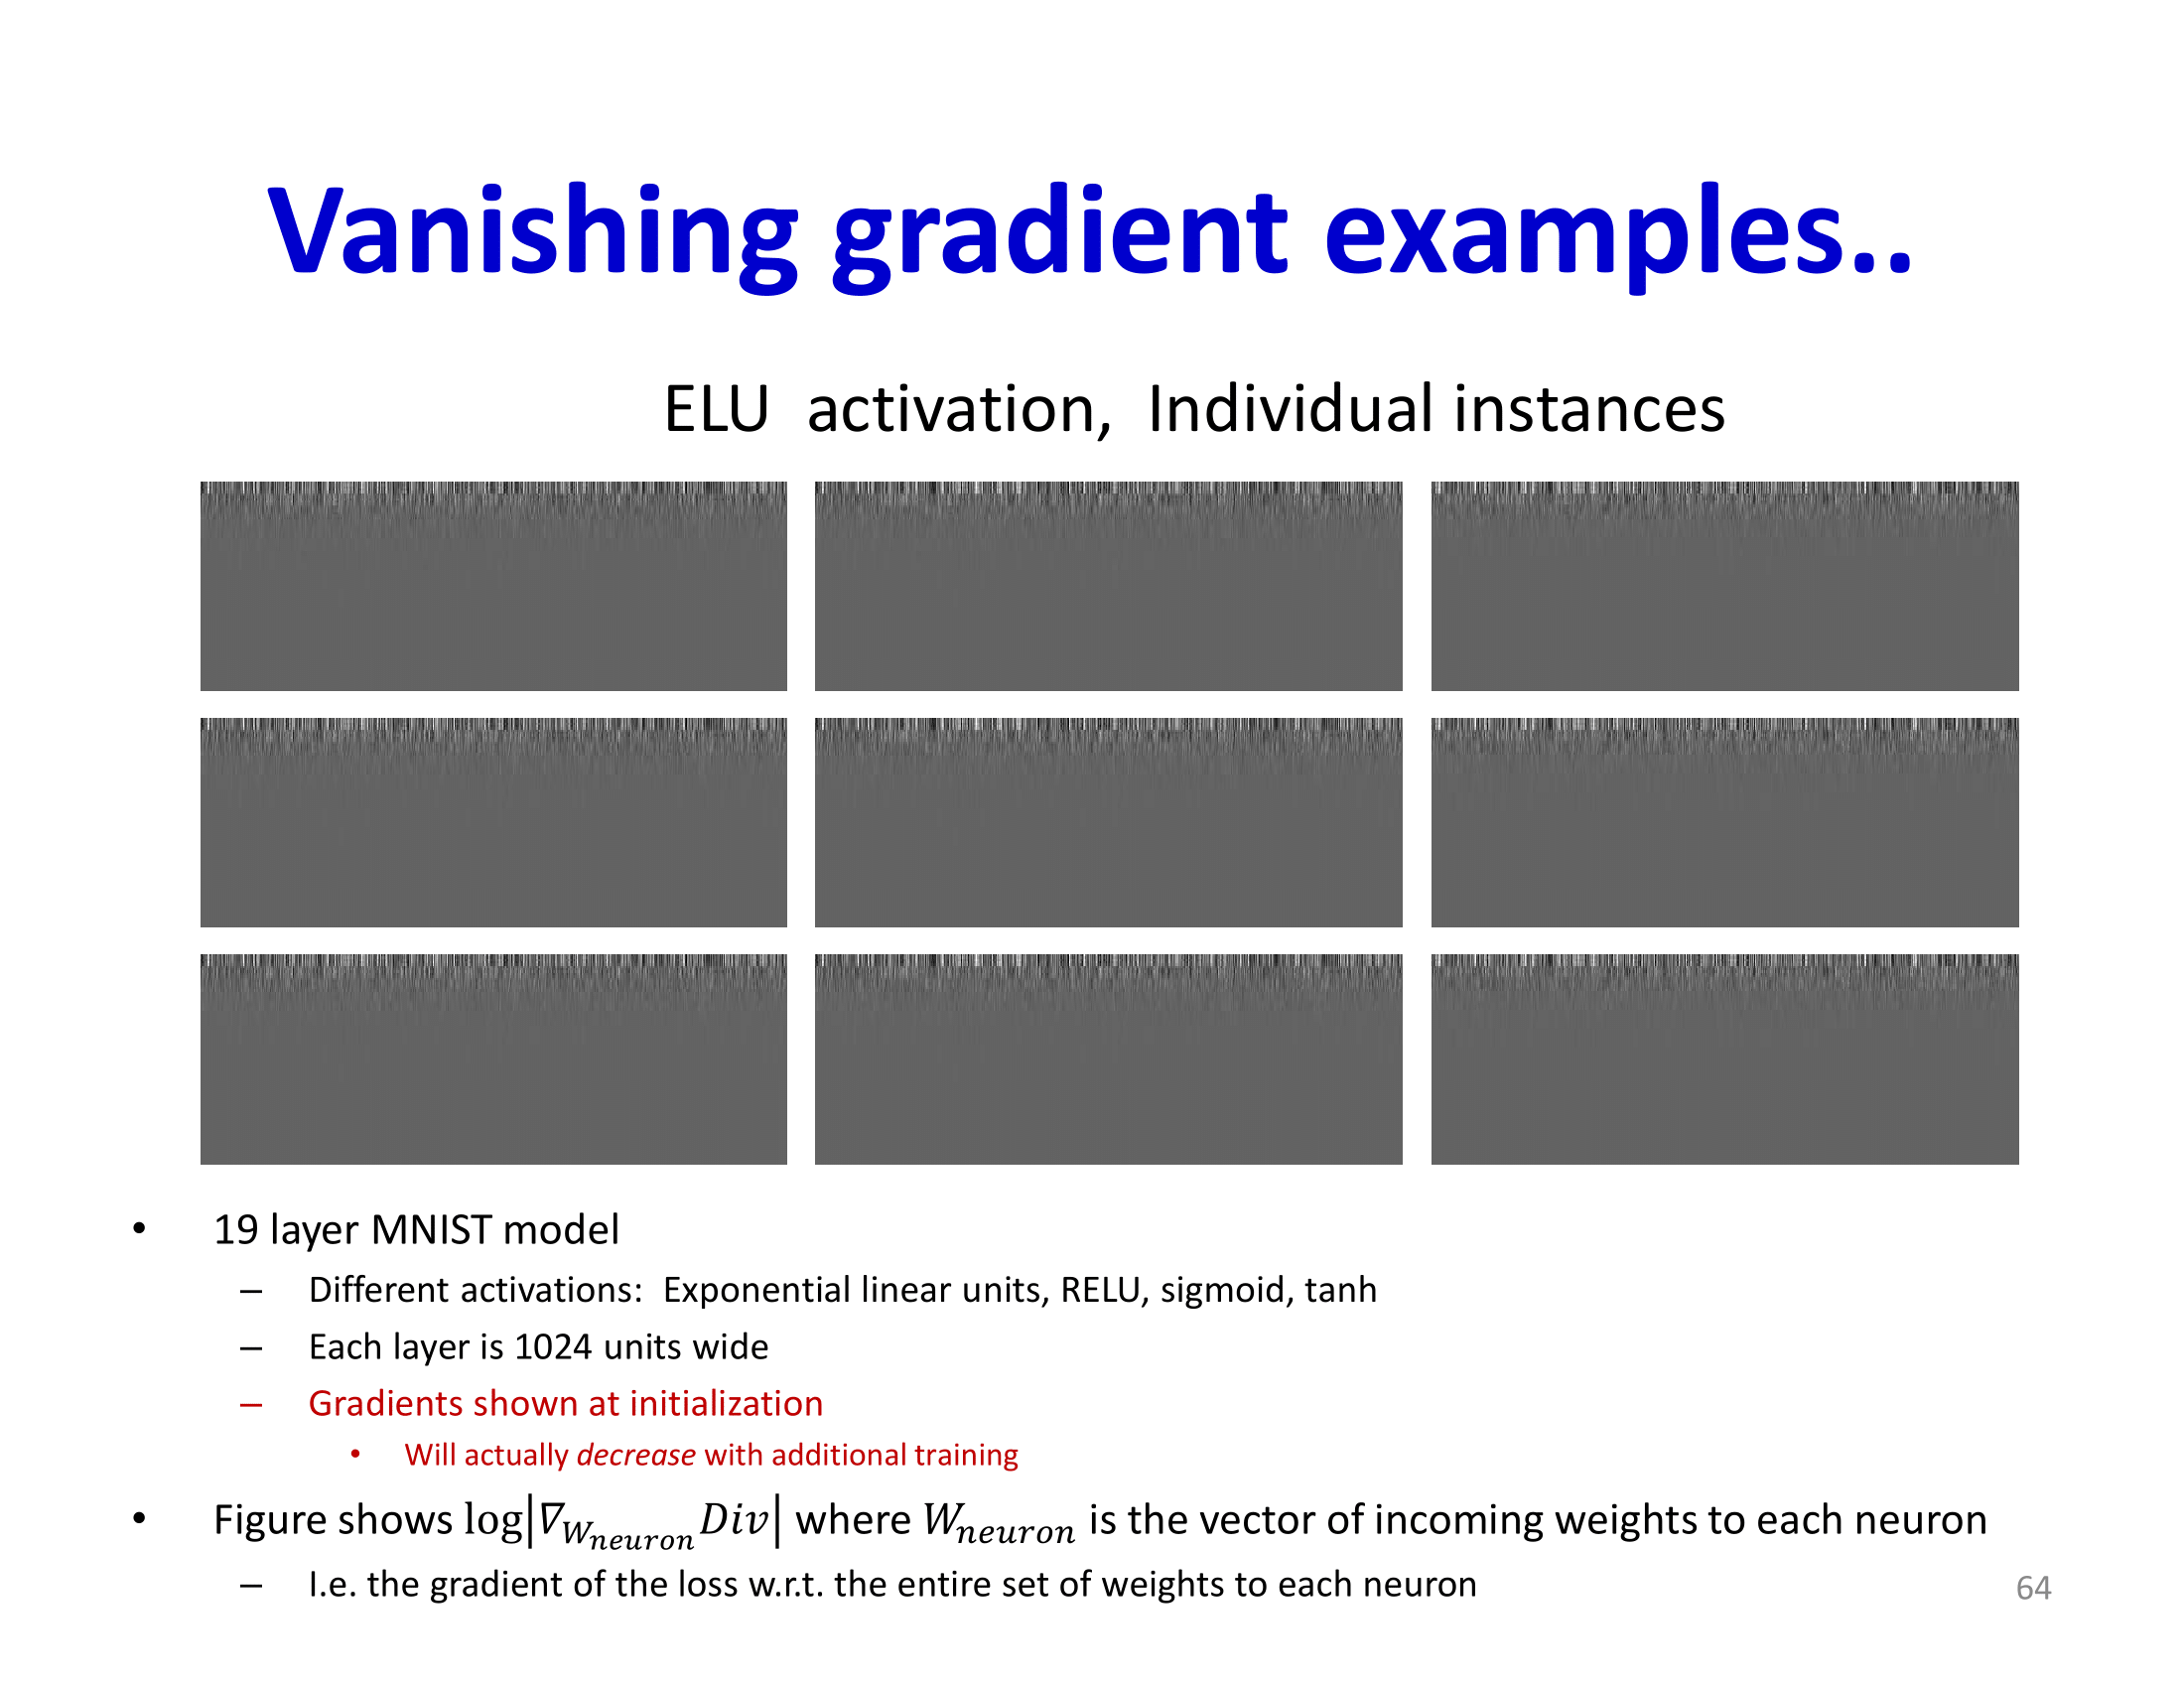 Vanishing gradient examples..
ELU activation, Individual instances
• 19 layer MNIST model
– Different activations: Exponential linear units, RELU, sigmoid, tanh
– Each layer is 1024 units wide
– Gradients shown at initialization
• Will actually decrease with additional training
• Figure shows log|∇_{W_{neuron}} Div| where W_{neuron} is the vector of incoming weights to each neuron
– I.e. the gradient of the loss w.r.t. the entire set of weights to each neuron
64